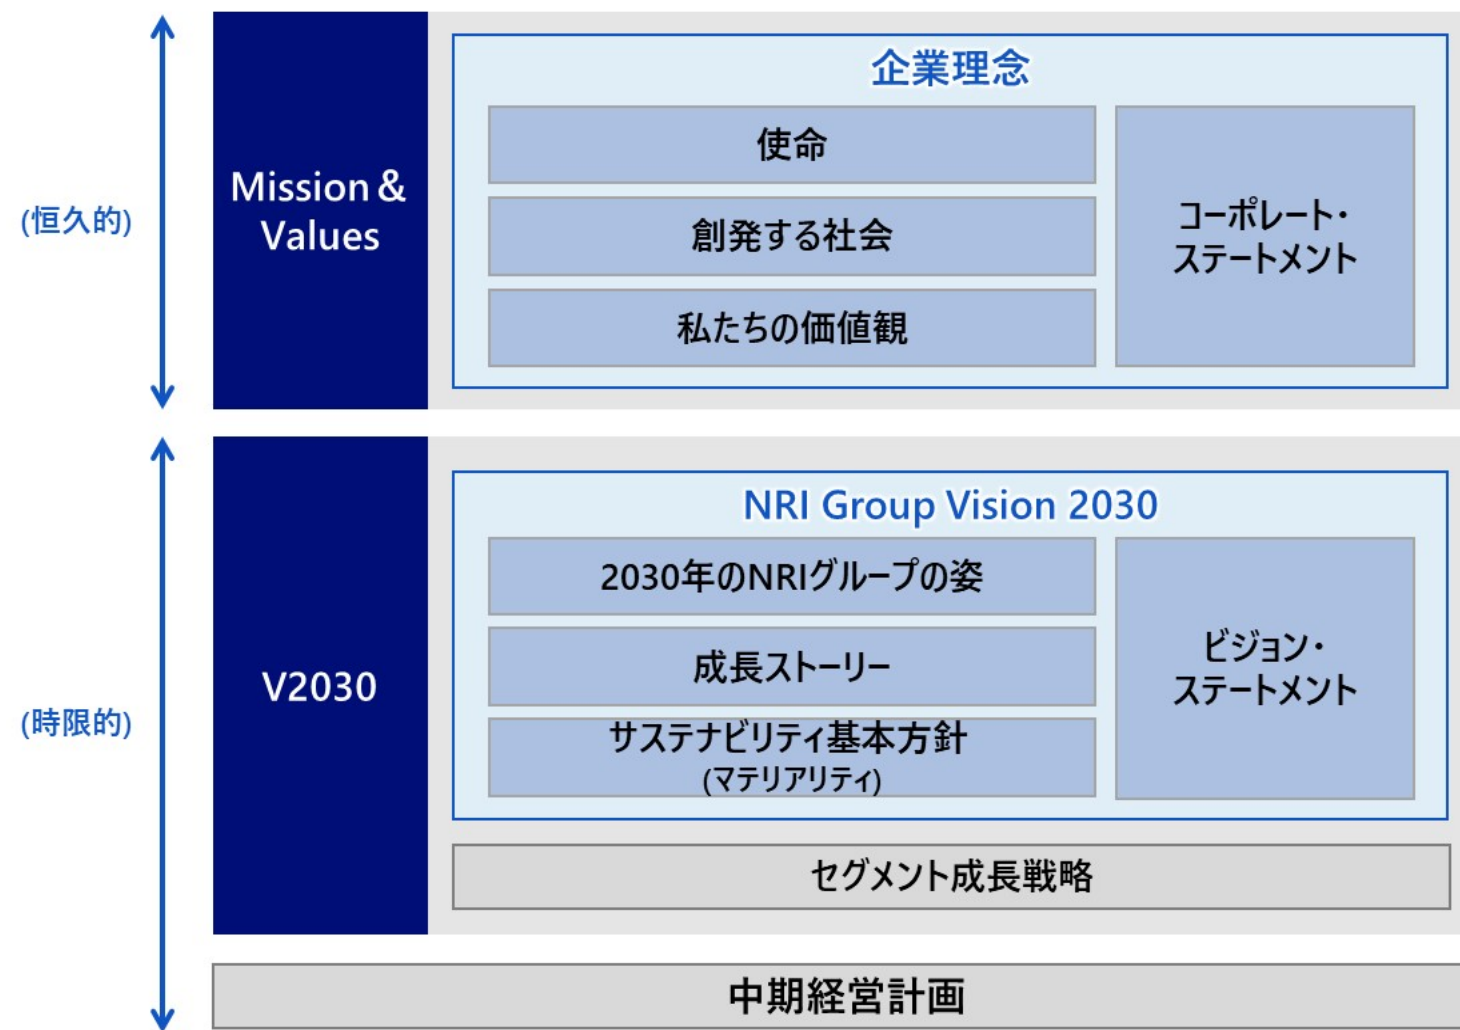 企業理念
使命
(恒久的)
Mission &
Values
創発する社会
コーポレート・
ステートメント
私たちの価値観
NRI Group Vision 2030
2030年のNRIグループの姿
(時限的)
V2030
成長ストーリー
ビジョン・
ステートメント
サステナビリティ基本方針
(マテリアリティ)
セグメント成長戦略
中期経営計画